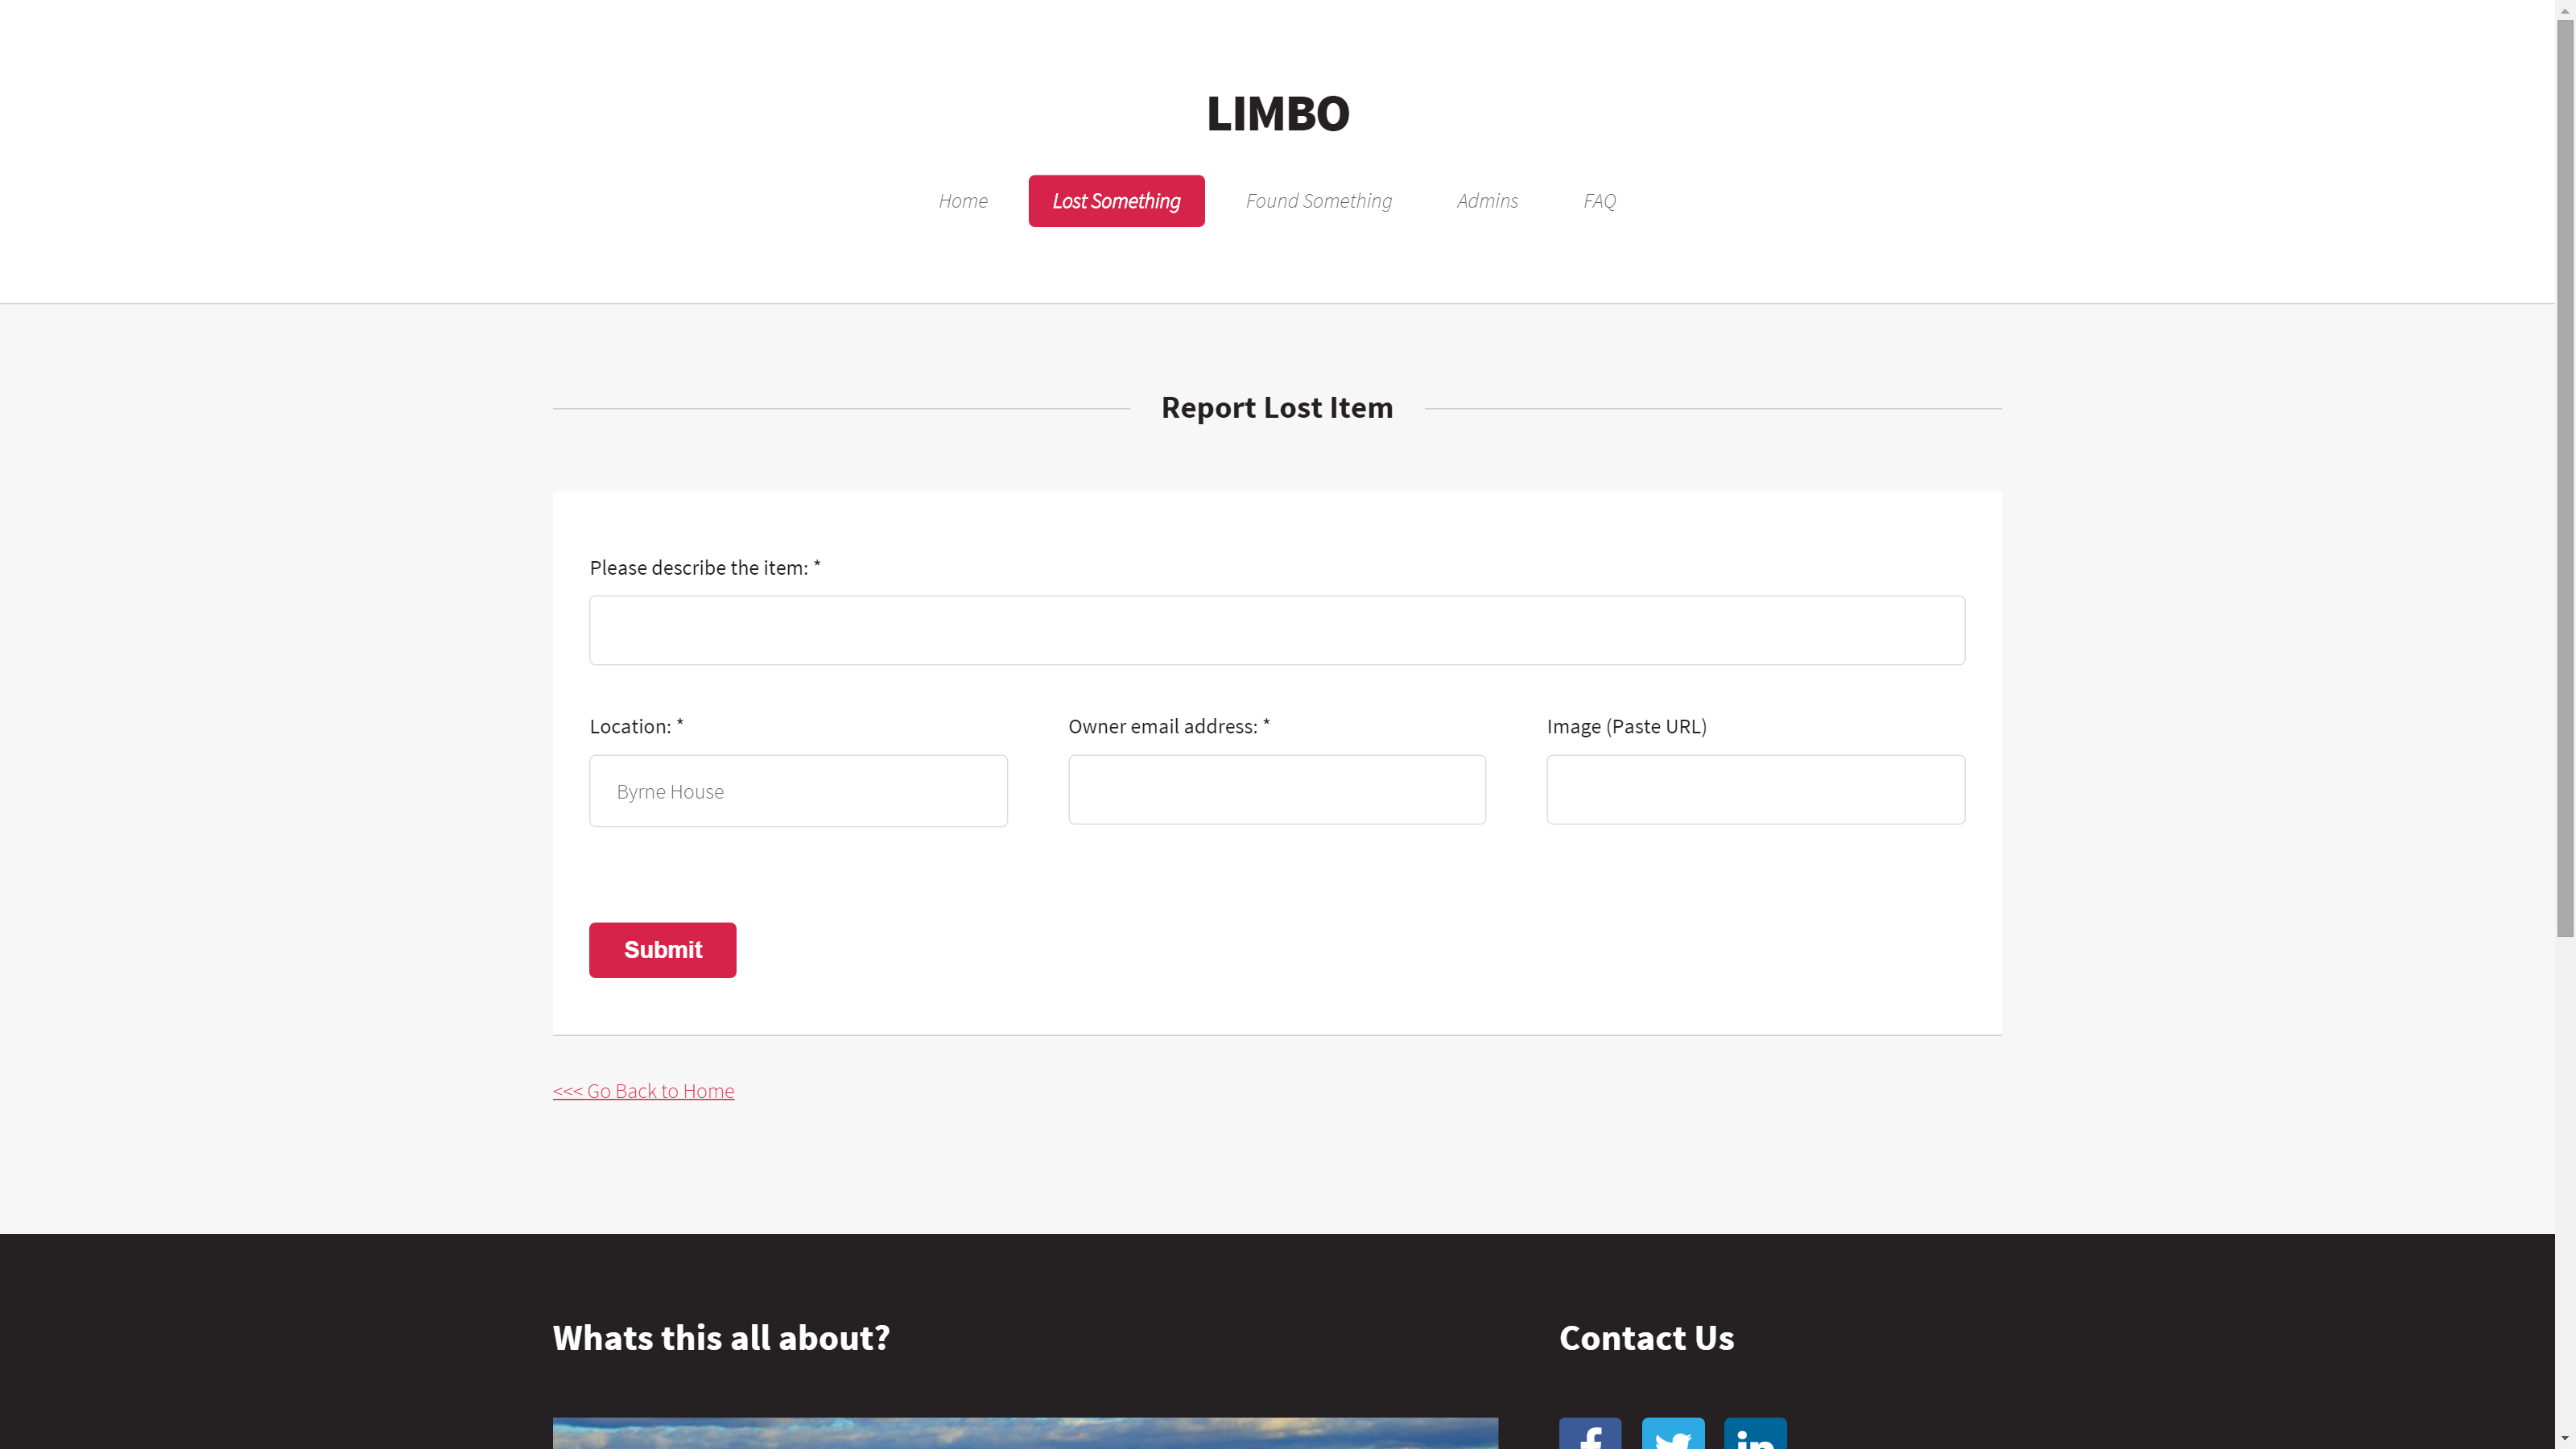 LIMBO
Home Lost Something Found Something Admins FAQ
Report Lost Item
Please describe the item: *
Location: * Owner email address: * Image (Paste URL)
Byrne House
Submit
<<< Go Back to Home
Whats this all about? Contact Us